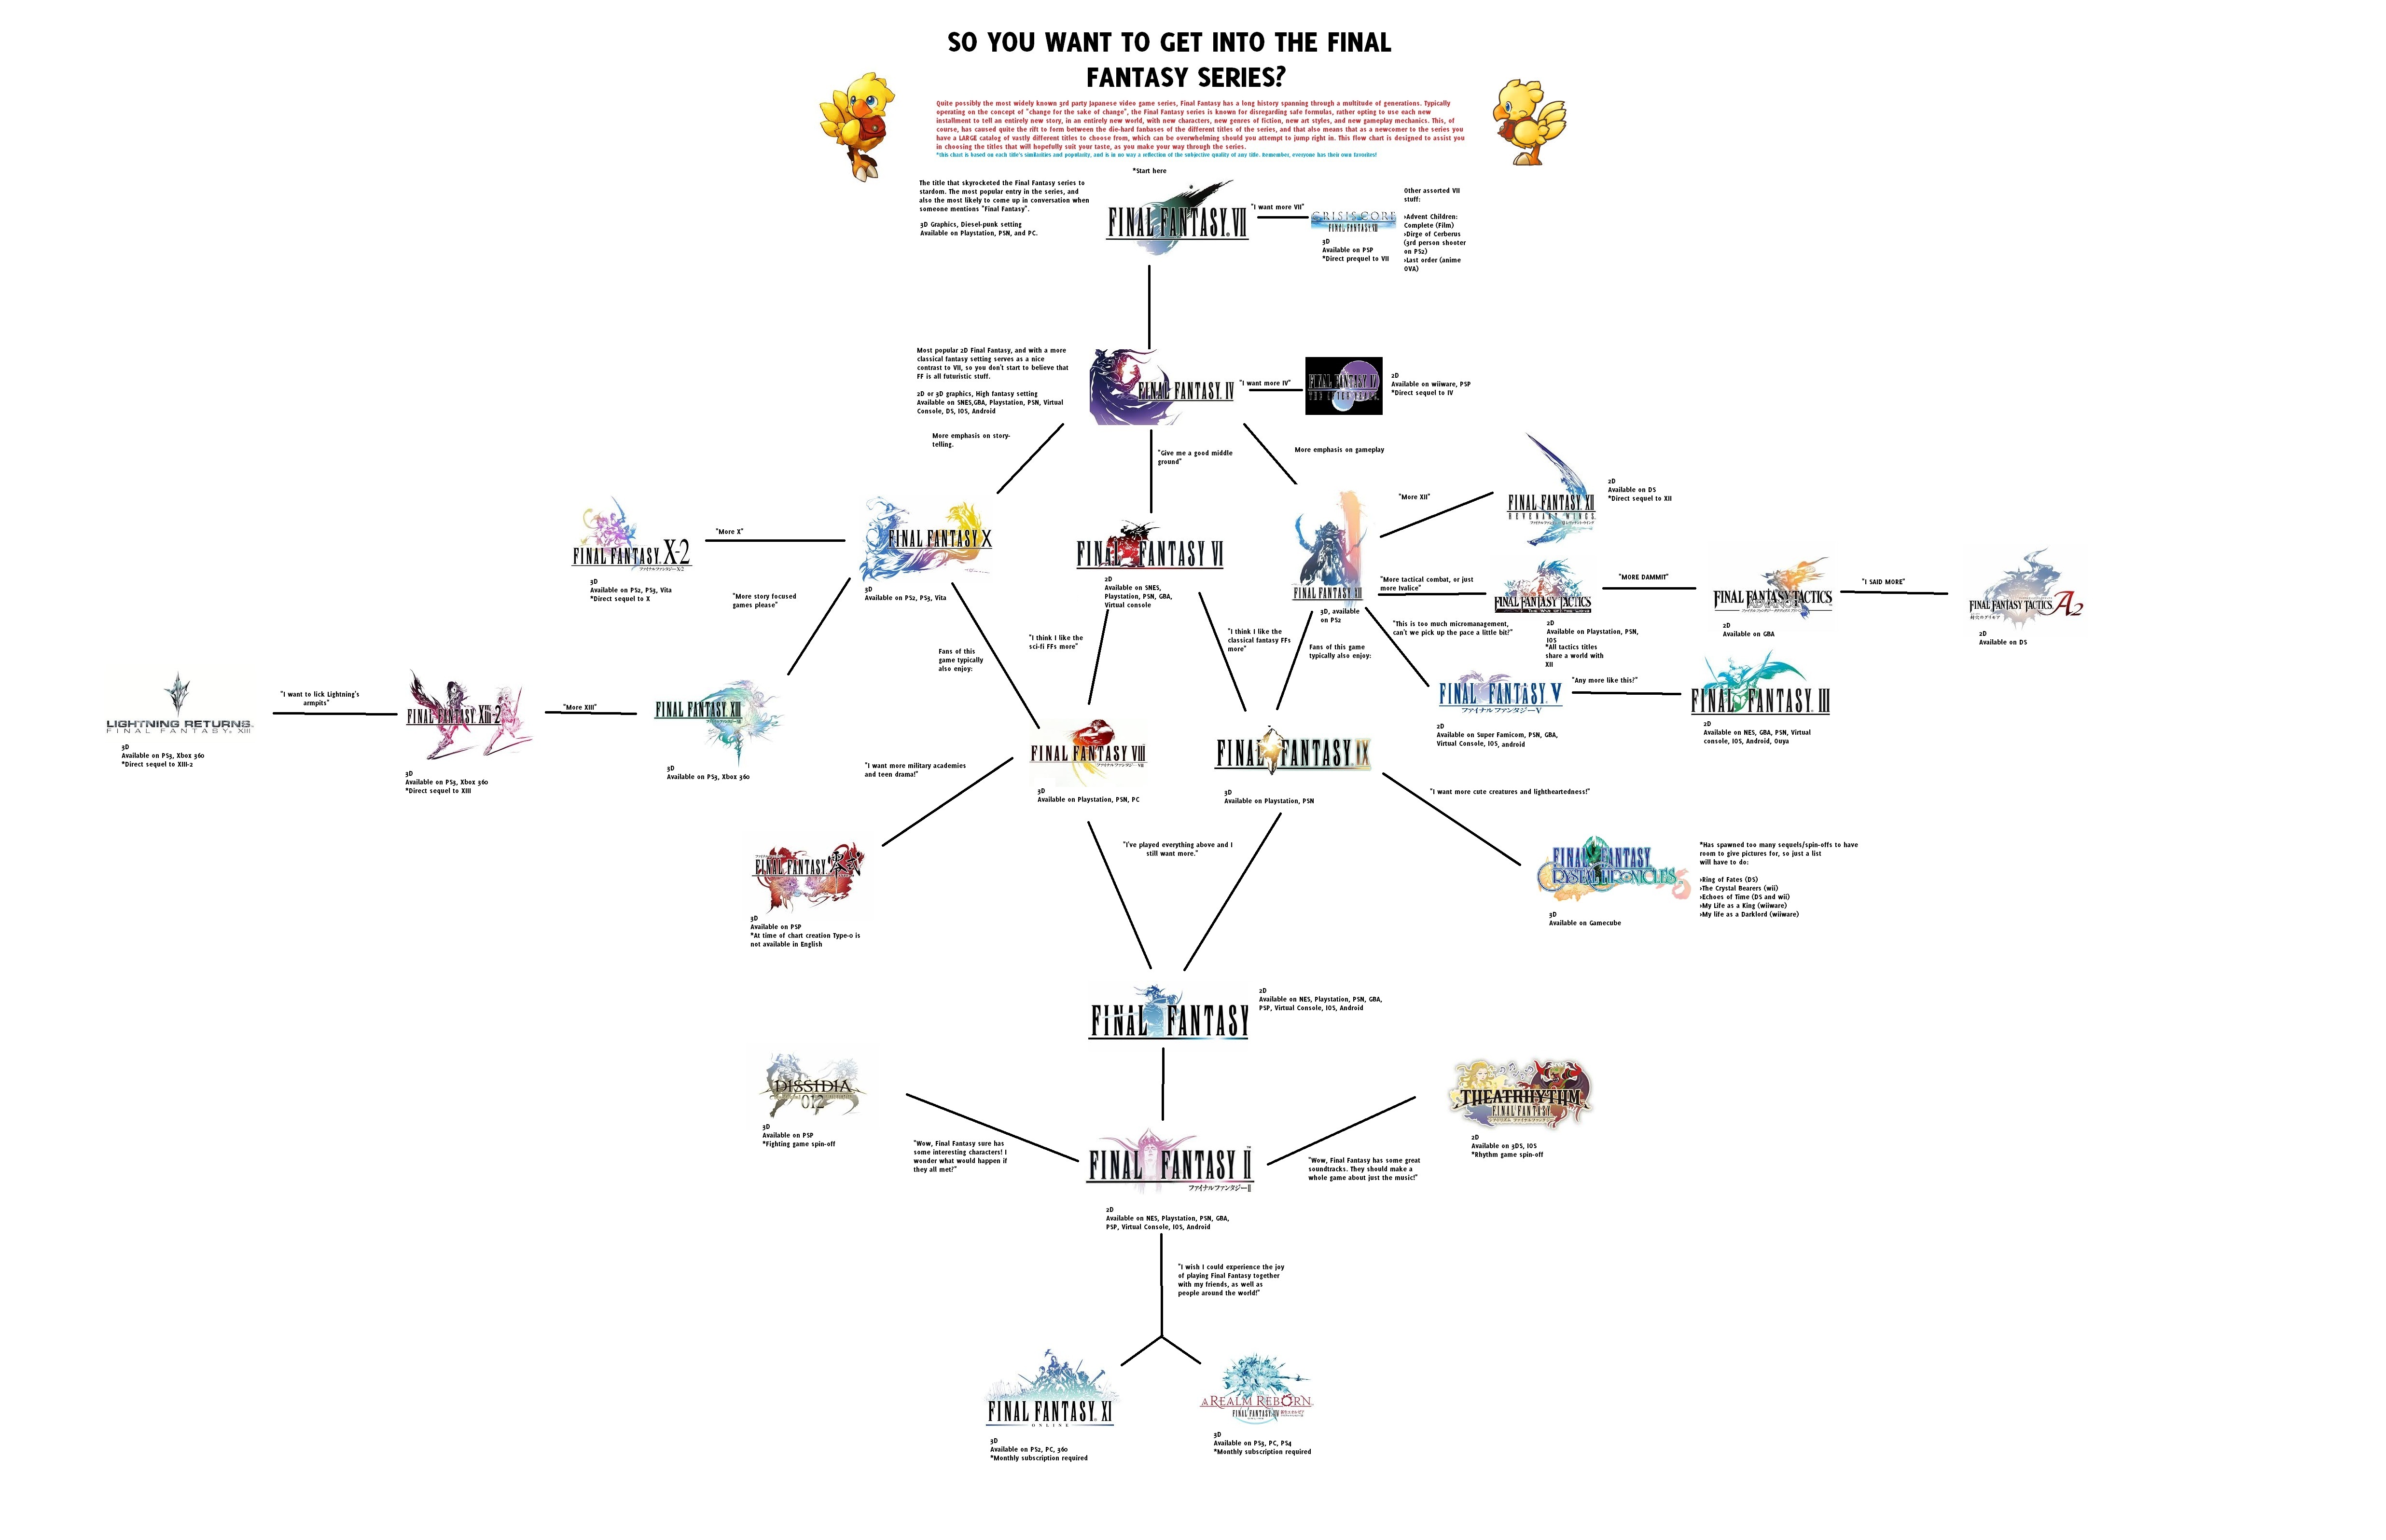 SO YOU WANT TO GET INTO THE FINAL
FANTASY SERIES?
Quite possibly the most widely known 3rd party Japanese video game series, Final Fantasy has a long history spanning through a multitude of generations. Typically
operating on the concept of "change for the sake of change", the Final Fantasy series is known for disregarding safe formulas, rather opting to use each new
installment to tell an entirely new story, in an entirely new world, with new characters, new genres of fiction, new art styles, and new gameplay mechanics. This, of
course, has caused quite the rift to form between the die-hard fanbases of the different titles of the series, and that also means that as a newcomer to the series you
have a LARGE catalog of vastly different titles to choose from, which can be overwhelming should you attempt to jump right in. This flow chart is designed to assist you
in choosing the titles that will hopefully suit your taste, as you make your way through the series.
*this chart is based on each title's similarities and popularity, and is in no way a reflection of the subjective quality of any title. Remember, everyone has their own favorites!
*Start here
The title that skyrocketed the Final Fantasy series to
stardom. The most popular entry in the series, and
also the most likely to come up in conversation when
someone mentions "Final Fantasy".
3D Graphics, Diesel-punk setting
Available on Playstation, PSN, and PC.
FINAL FANTASY VII
"I want more VII"
CRISIS CORE
FINAL FANTASY VII
3D
Available on PSP
*Direct prequel to VII
Other assorted VII
stuff:
>Advent Children:
Complete (Film)
>Dirge of Cerberus
(3rd person shooter
on PS2)
>Last order (anime
OVA)
Most popular 2D Final Fantasy, and with a more
classical fantasy setting serves as a nice
contrast to VII, so you don't start to believe that
FF is all futuristic stuff.
2D or 3D graphics, High fantasy setting
Available on SNES,GBA, Playstation, PSN, Virtual
Console, DS, IOS, Android
FINAL FANTASY IV
"I want more IV"
FINAL FANTASY IV
THE AFTER YEARS
2D
Available on wiiware, PSP
*Direct sequel to IV
More emphasis on story-
telling.
"Give me a good middle
ground"
More emphasis on gameplay
FINAL FANTASY X-2
ファイナルファンタジーX-2
3D
Available on PS2, PS3, Vita
*Direct sequel to X
"More X"
FINAL FANTASY X
3D
Available on PS2, PS3, Vita
FINAL FANTASY VI
2D
Available on SNES,
Playstation, PSN, GBA,
Virtual console
FINAL FANTASY XII
3D, available
on PS2
"More XII"
FINAL FANTASY XII
REVENANT WINGS
2D
Available on DS
*Direct sequel to XII
"More tactical combat, or just
more Ivalice"
FINAL FANTASY TACTICS
THE WAR OF THE LIONS
2D
Available on Playstation, PSN,
IOS
*All tactics titles
share a world with
XII
"MORE DAMMIT"
FINAL FANTASY TACTICS
ADVANCE
2D
Available on GBA
"I SAID MORE"
FINAL FANTASY TACTICS A2
2D
Available on DS
"More story focused
games please"
Fans of this
game typically
also enjoy:
"I think I like the
sci-fi FFs more"
"I think I like the
classical fantasy FFs
more"
Fans of this game
typically also enjoy:
"This is too much micromanagement,
can't we pick up the pace a little bit?"
FINAL FANTASY V
ファイナルファンタジーV
2D
Available on Super Famicom, PSN, GBA,
Virtual Console, IOS, android
"Any more like this?"
FINAL FANTASY III
2D
Available on NES, GBA, PSN, Virtual
console, IOS, Android, Ouya
LIGHTNING RETURNS
FINAL FANTASY XIII
3D
Available on PS3, Xbox 360
*Direct sequel to XIII-2
"I want to lick Lightning's
armpits"
FINAL FANTASY XIII-2
3D
Available on PS3, Xbox 360
*Direct sequel to XIII
"More XIII"
FINAL FANTASY XIII
3D
Available on PS3, Xbox 360
FINAL FANTASY VIII
3D
Available on Playstation, PSN, PC
FINAL FANTASY IX
3D
Available on Playstation, PSN
"I want more military academies
and teen drama!"
"I want more cute creatures and lightheartedness!"
"I've played everything above and I
still want more."
FINAL FANTASY 零式
3D
Available on PSP
*At time of chart creation Type-0 is
not available in English
FINAL FANTASY
CRYSTAL CHRONICLES
3D
Available on Gamecube
*Has spawned too many sequels/spin-offs to have
room to give pictures for, so just a list
will have to do:
>Ring of Fates (DS)
>The Crystal Bearers (wii)
>Echoes of Time (DS and wii)
>My Life as a King (wiiware)
>My life as a Darklord (wiiware)
FINAL FANTASY
2D
Available on NES, Playstation, PSN, GBA,
PSP, Virtual Console, IOS, Android
DISSIDIA
012
3D
Available on PSP
*Fighting game spin-off
"Wow, Final Fantasy sure has
some interesting characters! I
wonder what would happen if
they all met!"
FINAL FANTASY II
ファイナルファンタジーII
2D
Available on NES, Playstation, PSN, GBA,
PSP, Virtual Console, IOS, Android
THEATRHYTHM
FINAL FANTASY
2D
Available on 3DS, IOS
*Rhythm game spin-off
"Wow, Final Fantasy has some great
soundtracks. They should make a
whole game about just the music!"
"I wish I could experience the joy
of playing Final Fantasy together
with my friends, as well as
people around the world!"
FINAL FANTASY XI
ONLINE
3D
Available on PS2, PC, 360
*Monthly subscription required
A REALM REBORN
FINAL FANTASY XIV
3D
Available on PS3, PC, PS4
*Monthly subscription required